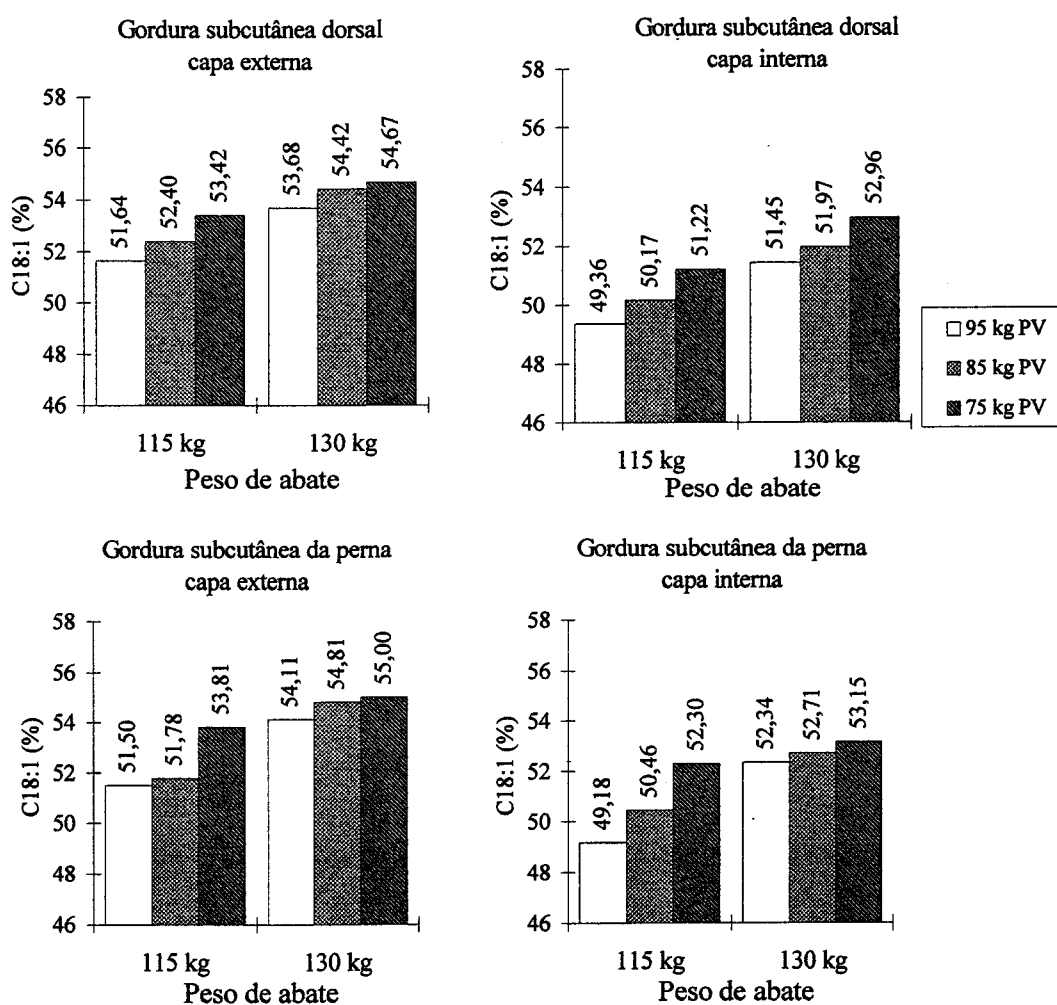 Gordura subcutânea dorsal
capa externa
C18:1 (%)
58
56
54
52
50
48
46
51,64
52,40
53,42
53,68
54,42
54,67
115 kg
130 kg
Peso de abate
Gordura subcutânea dorsal
capa interna
C18:1 (%)
58
56
54
52
50
48
46
49,36
50,17
51,22
51,45
51,97
52,96
115 kg
130 kg
Peso de abate
95 kg PV
85 kg PV
75 kg PV
Gordura subcutânea da perna
capa externa
C18:1 (%)
58
56
54
52
50
48
46
51,50
51,78
53,81
54,11
54,81
55,00
115 kg
130 kg
Peso de abate
Gordura subcutânea da perna
capa interna
C18:1 (%)
58
56
54
52
50
48
46
49,18
50,46
52,30
52,34
52,71
53,15
115 kg
130 kg
Peso de abate